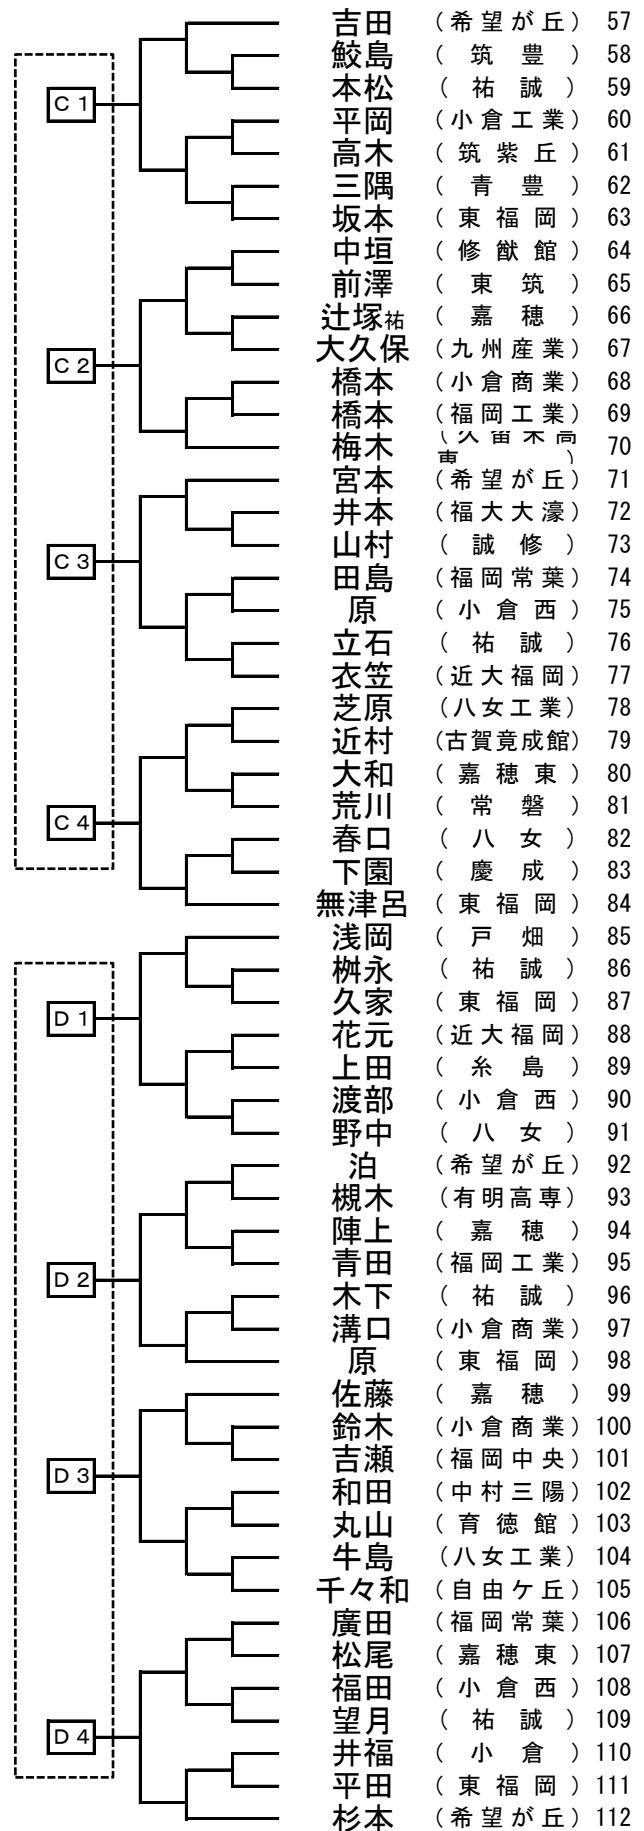 吉田 (希望が丘) 57
鮫島 (筑豊) 58
本松 (祐誠) 59
C1
平岡 (小倉工業) 60
高木 (筑紫丘) 61
三隅 (青豊) 62
坂本 (東福岡) 63
中垣 (修猷館) 64
前澤 (東筑) 65
辻塚祐 (嘉穂) 66
大久保 (九州産業) 67
C2
橋本 (小倉商業) 68
橋本 (福岡工業) 69
梅木 (久留米高専) 70
宮本 (希望が丘) 71
井本 (福大大濠) 72
山村 (誠修) 73
C3
田島 (福岡常葉) 74
原 (小倉西) 75
立石 (祐誠) 76
衣笠 (近大福岡) 77
芝原 (八女工業) 78
近村 (古賀竟成館) 79
大和 (嘉穂東) 80
荒川 (常磐) 81
C4
春口 (八女) 82
下園 (慶成) 83
無津呂 (東福岡) 84
浅岡 (戸畑) 85
桝永 (祐誠) 86
久家 (東福岡) 87
D1
花元 (近大福岡) 88
上田 (糸島) 89
渡部 (小倉西) 90
野中 (八女) 91
泊 (希望が丘) 92
槻木 (有明高専) 93
陣上 (嘉穂) 94
青田 (福岡工業) 95
D2
木下 (祐誠) 96
溝口 (小倉商業) 97
原 (東福岡) 98
佐藤 (嘉穂) 99
鈴木 (小倉商業) 100
吉瀬 (福岡中央) 101
D3
和田 (中村三陽) 102
丸山 (育徳館) 103
牛島 (八女工業) 104
千々和 (自由ケ丘) 105
廣田 (福岡常葉) 106
松尾 (嘉穂東) 107
福田 (小倉西) 108
望月 (祐誠) 109
D4
井福 (小倉) 110
平田 (東福岡) 111
杉本 (希望が丘) 112